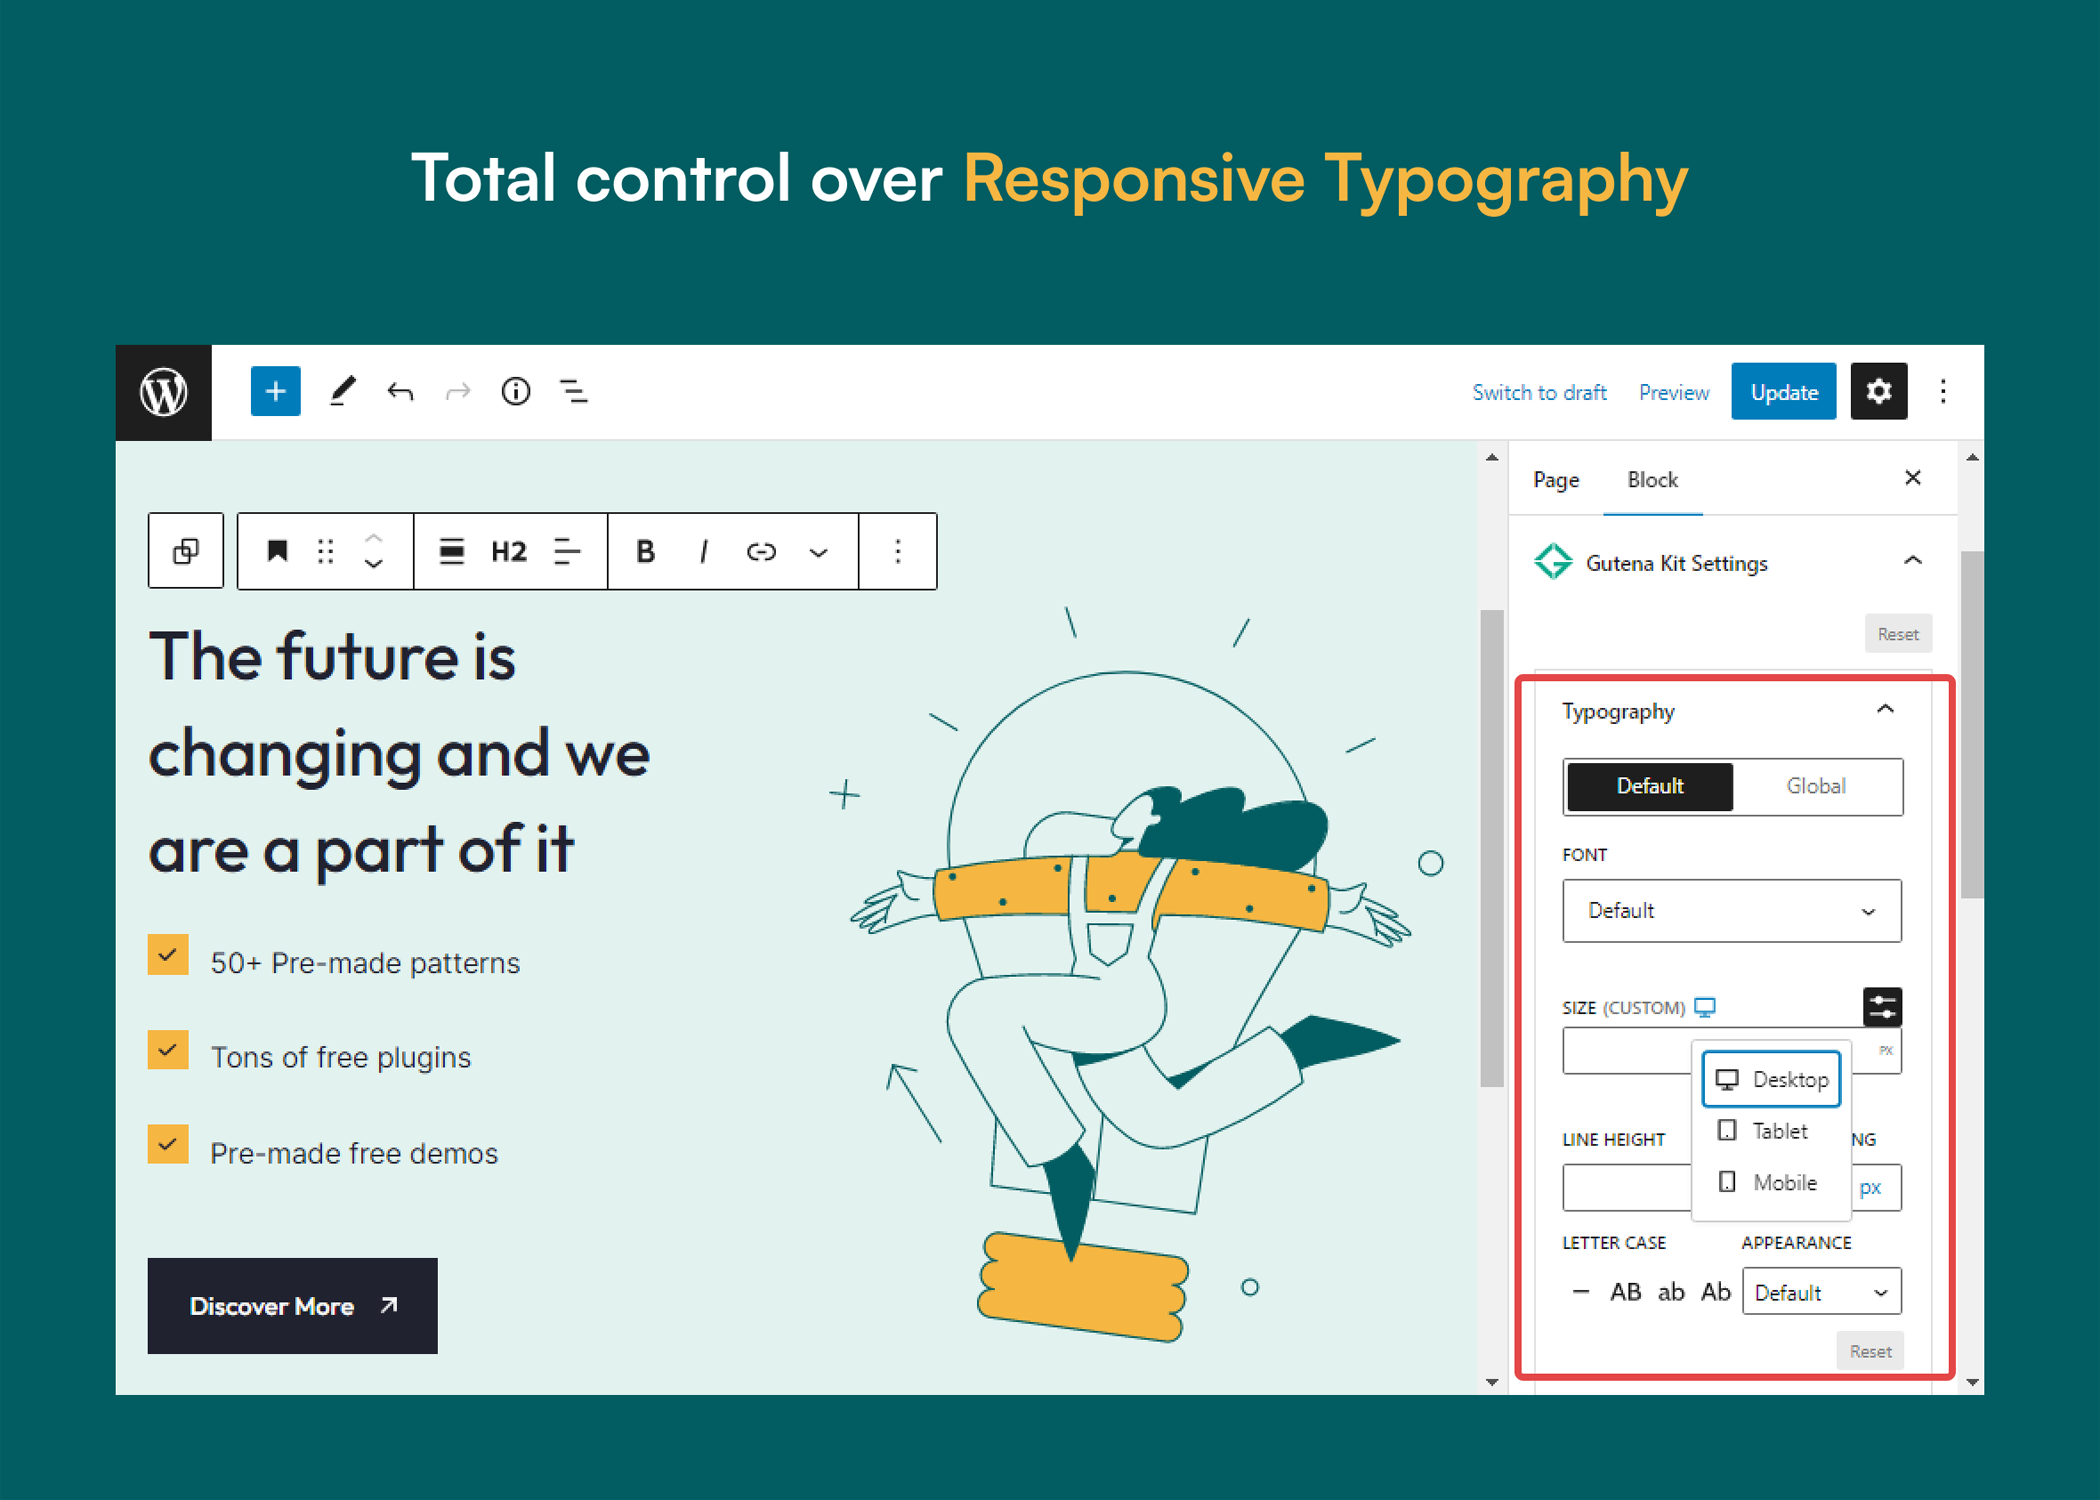 Total control over Responsive Typography
Switch to draft
Preview
Update
Page
Block
H2
B
I
Gutena Kit Settings
Reset
The future is
changing and we
are a part of it
50+ Pre-made patterns
Tons of free plugins
Pre-made free demos
Discover More
Typography
Default
Global
FONT
Default
SIZE (CUSTOM)
PX
Desktop
Tablet
Mobile
LINE HEIGHT
NG
px
LETTER CASE
APPEARANCE
– AB ab Ab
Default
Reset